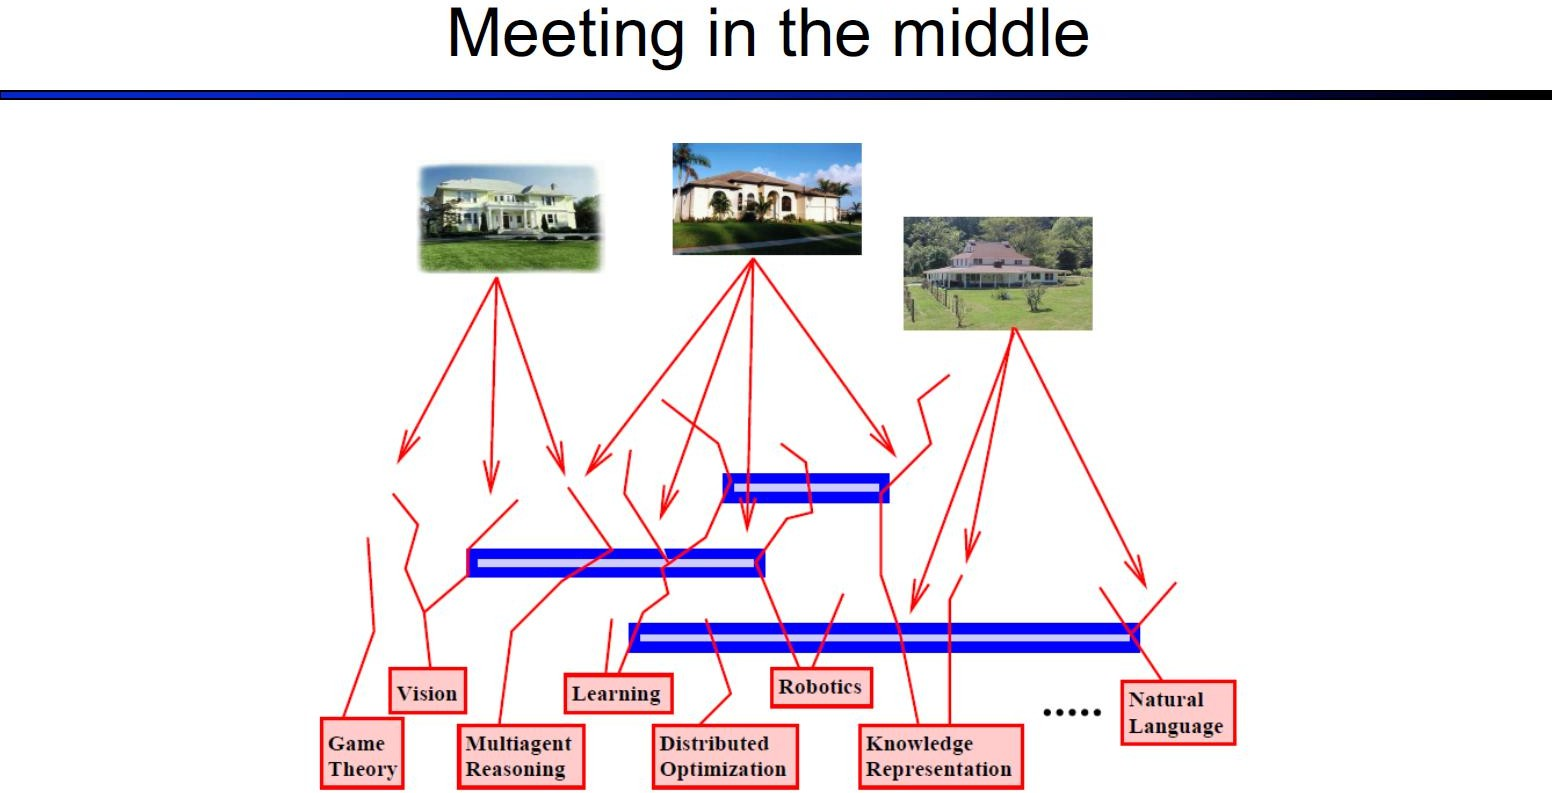 Meeting in the middle
Vision
Learning
Robotics
Natural
Language
Game
Theory
Multiagent
Reasoning
Distributed
Optimization
Knowledge
Representation
.....